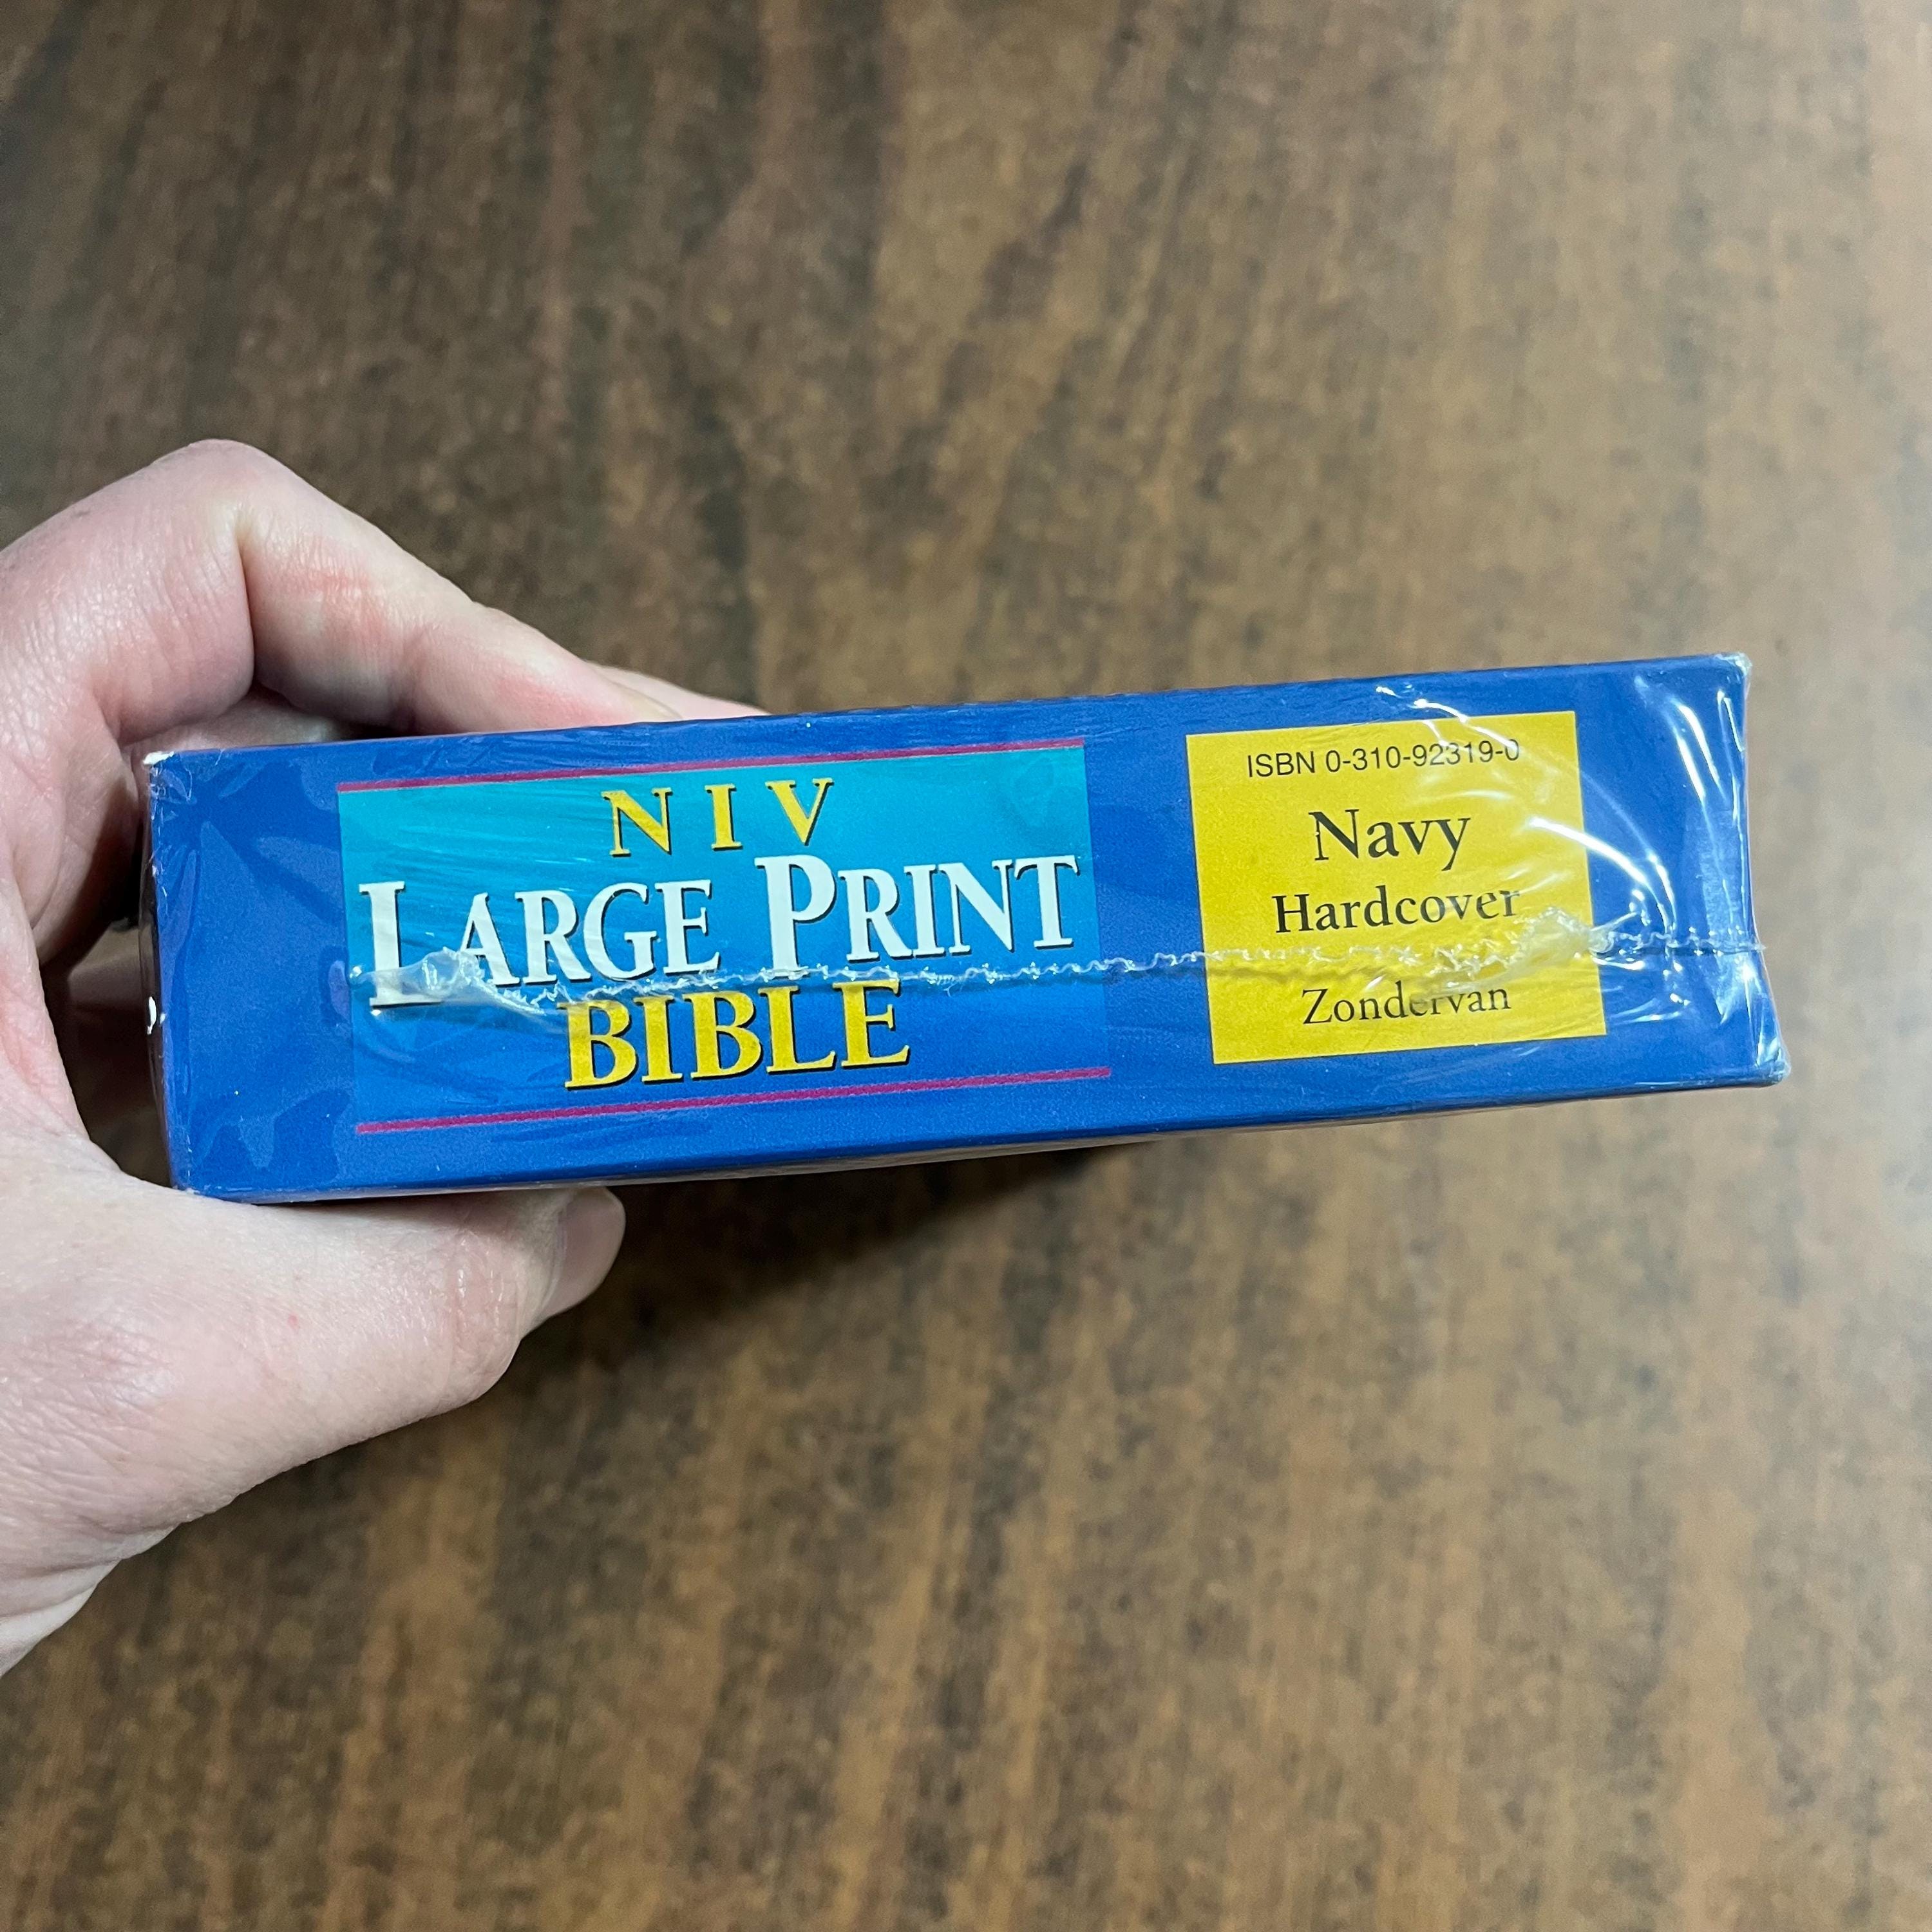 NIV
LARGE PRINT
BIBLE
ISBN 0-310-92319-0
Navy
Hardcover
Zondervan